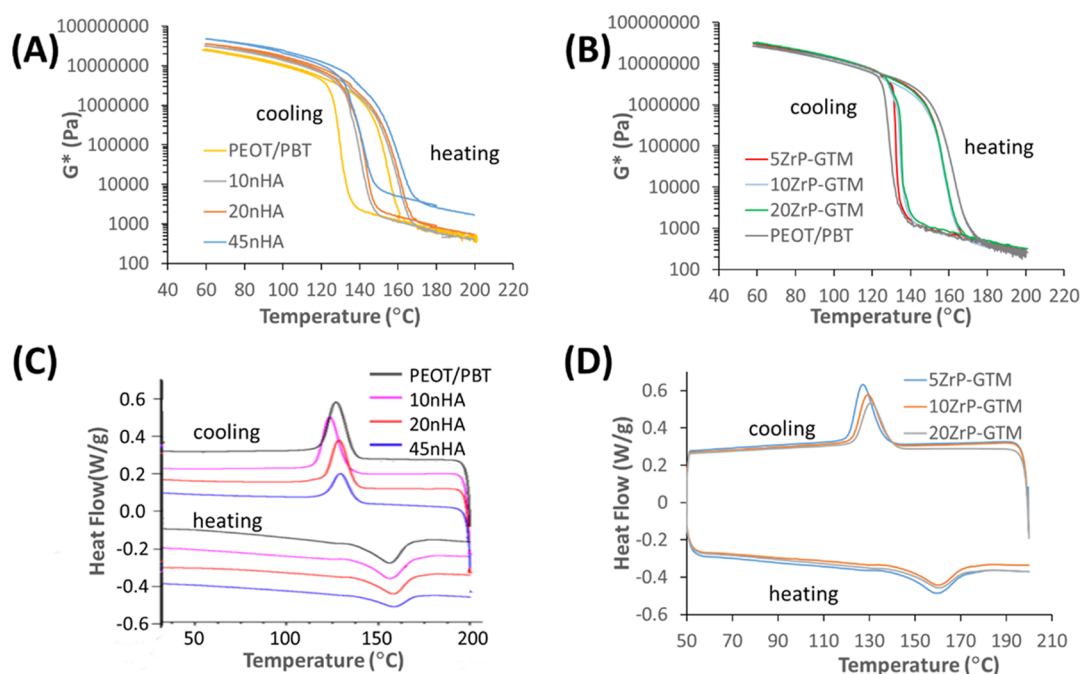 (A)
100000000
10000000
1000000
100000
10000
1000
100
G* (Pa)
cooling
heating
PEOT/PBT
10nHA
20nHA
45nHA
40 60 80 100 120 140 160 180 200 220
Temperature (°C)
(B)
100000000
10000000
1000000
100000
10000
1000
100
G* (Pa)
cooling
heating
5ZrP-GTM
10ZrP-GTM
20ZrP-GTM
PEOT/PBT
40 60 80 100 120 140 160 180 200 220
Temperature (°C)
(C)
0.6
0.4
0.2
0.0
-0.2
-0.4
-0.6
Heat Flow(W/g)
PEOT/PBT
10nHA
20nHA
45nHA
cooling
heating
50 100 150 200
Temperature (°C)
(D)
0.6
0.4
0.2
0.0
-0.2
-0.4
-0.6
Heat Flow (W/g)
5ZrP-GTM
10ZrP-GTM
20ZrP-GTM
cooling
heating
50 70 90 110 130 150 170 190 210
Temperature (°C)